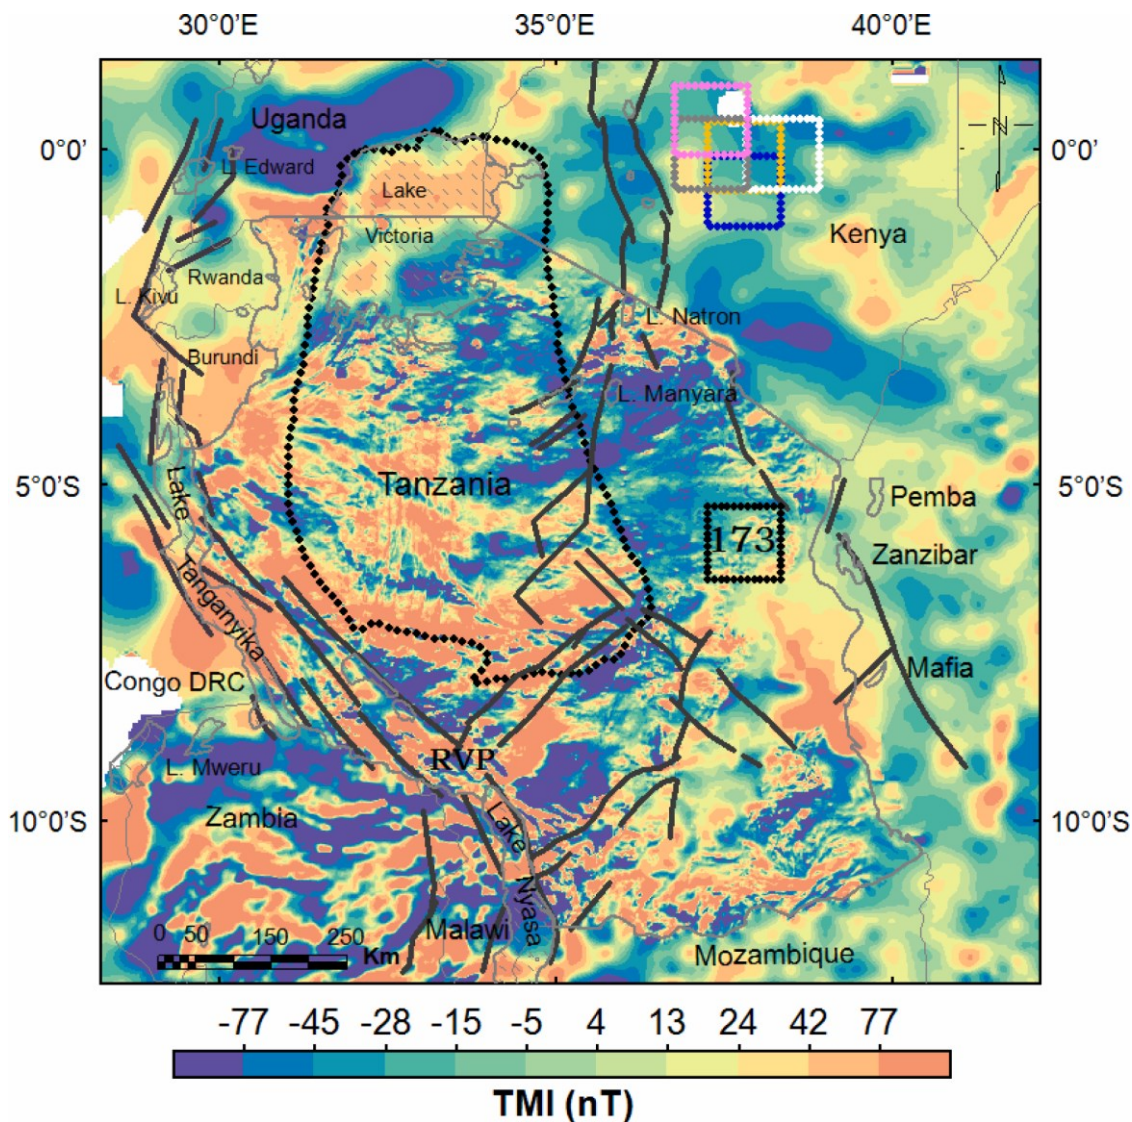 30°0'E 35°0'E 40°0'E
Uganda
N
0°0' 0°0'
L. Edward
Lake
Victoria
Kenya
Rwanda
L. Kivu
L. Natron
Burundi
L. Manyara
Lake
Tanganyika
Tanzania
5°0'S 5°0'S
Pemba
173
Zanzibar
Mafia
Congo DRC
RVP
L. Mweru
Zambia
10°0'S 10°0'S
Lake
Nyasa
Malawi
Mozambique
0 50 150 250
Km
-77 -45 -28 -15 -5 4 13 24 42 77
TMI (nT)